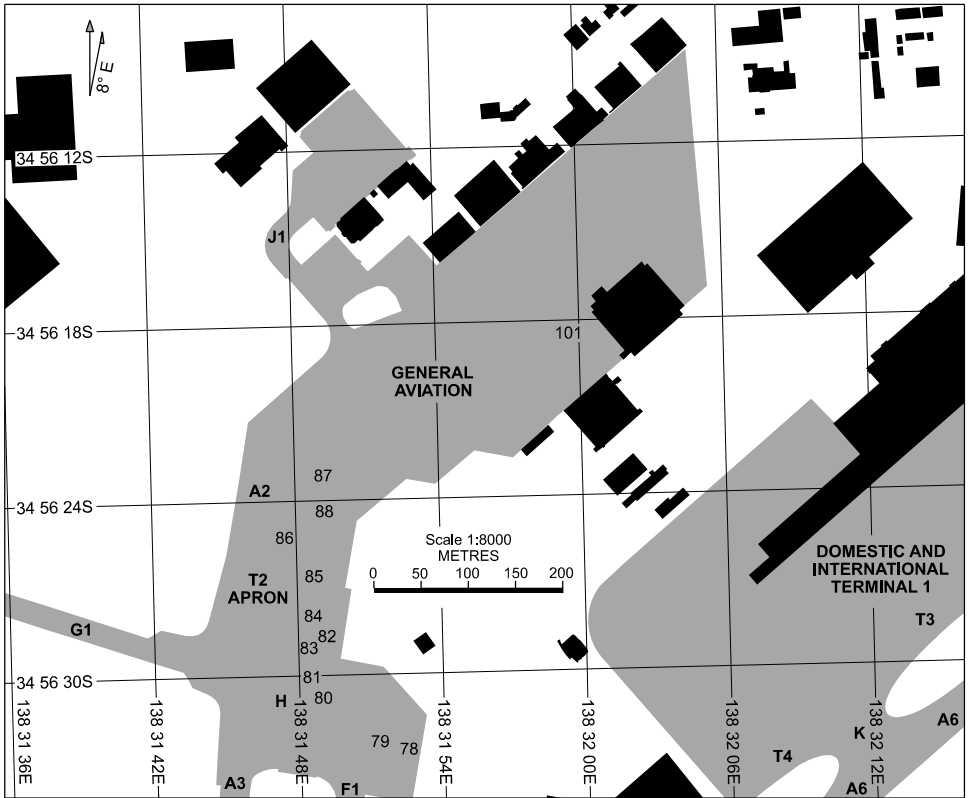 8° E
34 56 12S
J1
34 56 18S
101
GENERAL
AVIATION
87
A2
34 56 24S
88
86
Scale 1:8000
METRES
0 50 100 150 200
85
T2
APRON
84
82
83
G1
DOMESTIC AND
INTERNATIONAL
TERMINAL 1
T3
34 56 30S
81
H
80
79
78
A3
F1
138 31 36E
138 31 42E
138 31 48E
138 31 54E
138 32 00E
138 32 06E
138 32 12E
K
A6
T4
A6